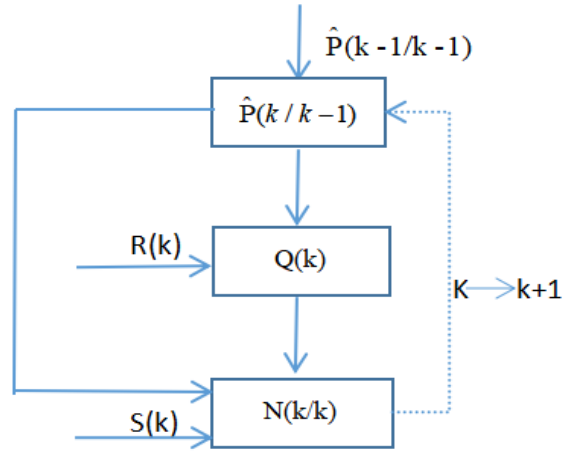 P̂(k -1/k -1)
P̂(k / k −1)
R(k)
Q(k)
K
k+1
S(k)
N(k/k)